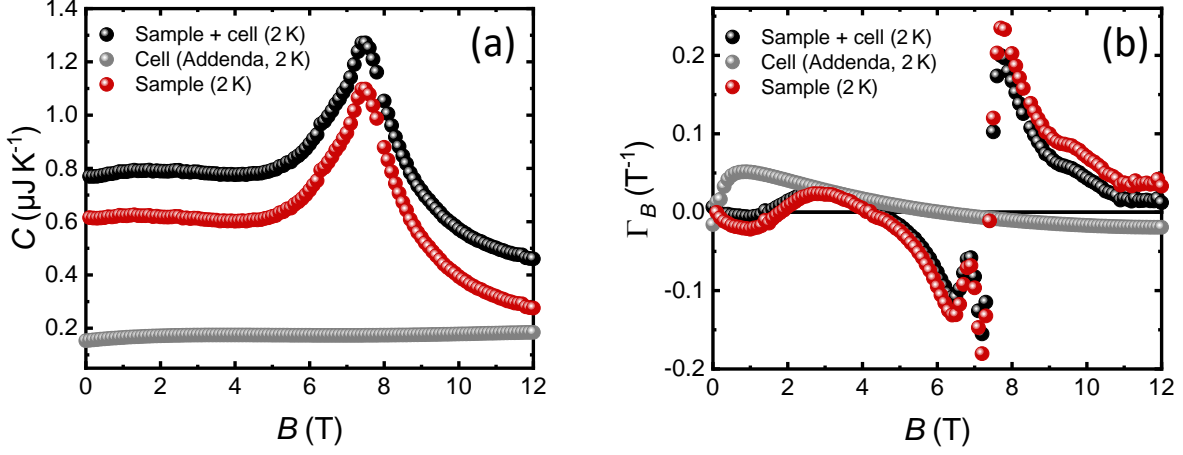 (a)
Sample + cell (2 K)
Cell (Addenda, 2 K)
Sample (2 K)
1.4
1.2
1.0
0.8
0.6
0.4
0.2
C (μJ K⁻¹)
0 2 4 6 8 10 12
B (T)
(b)
Sample + cell (2 K)
Cell (Addenda, 2 K)
Sample (2 K)
0.2
0.1
0.0
-0.1
-0.2
Γ_B (T⁻¹)
0 2 4 6 8 10 12
B (T)